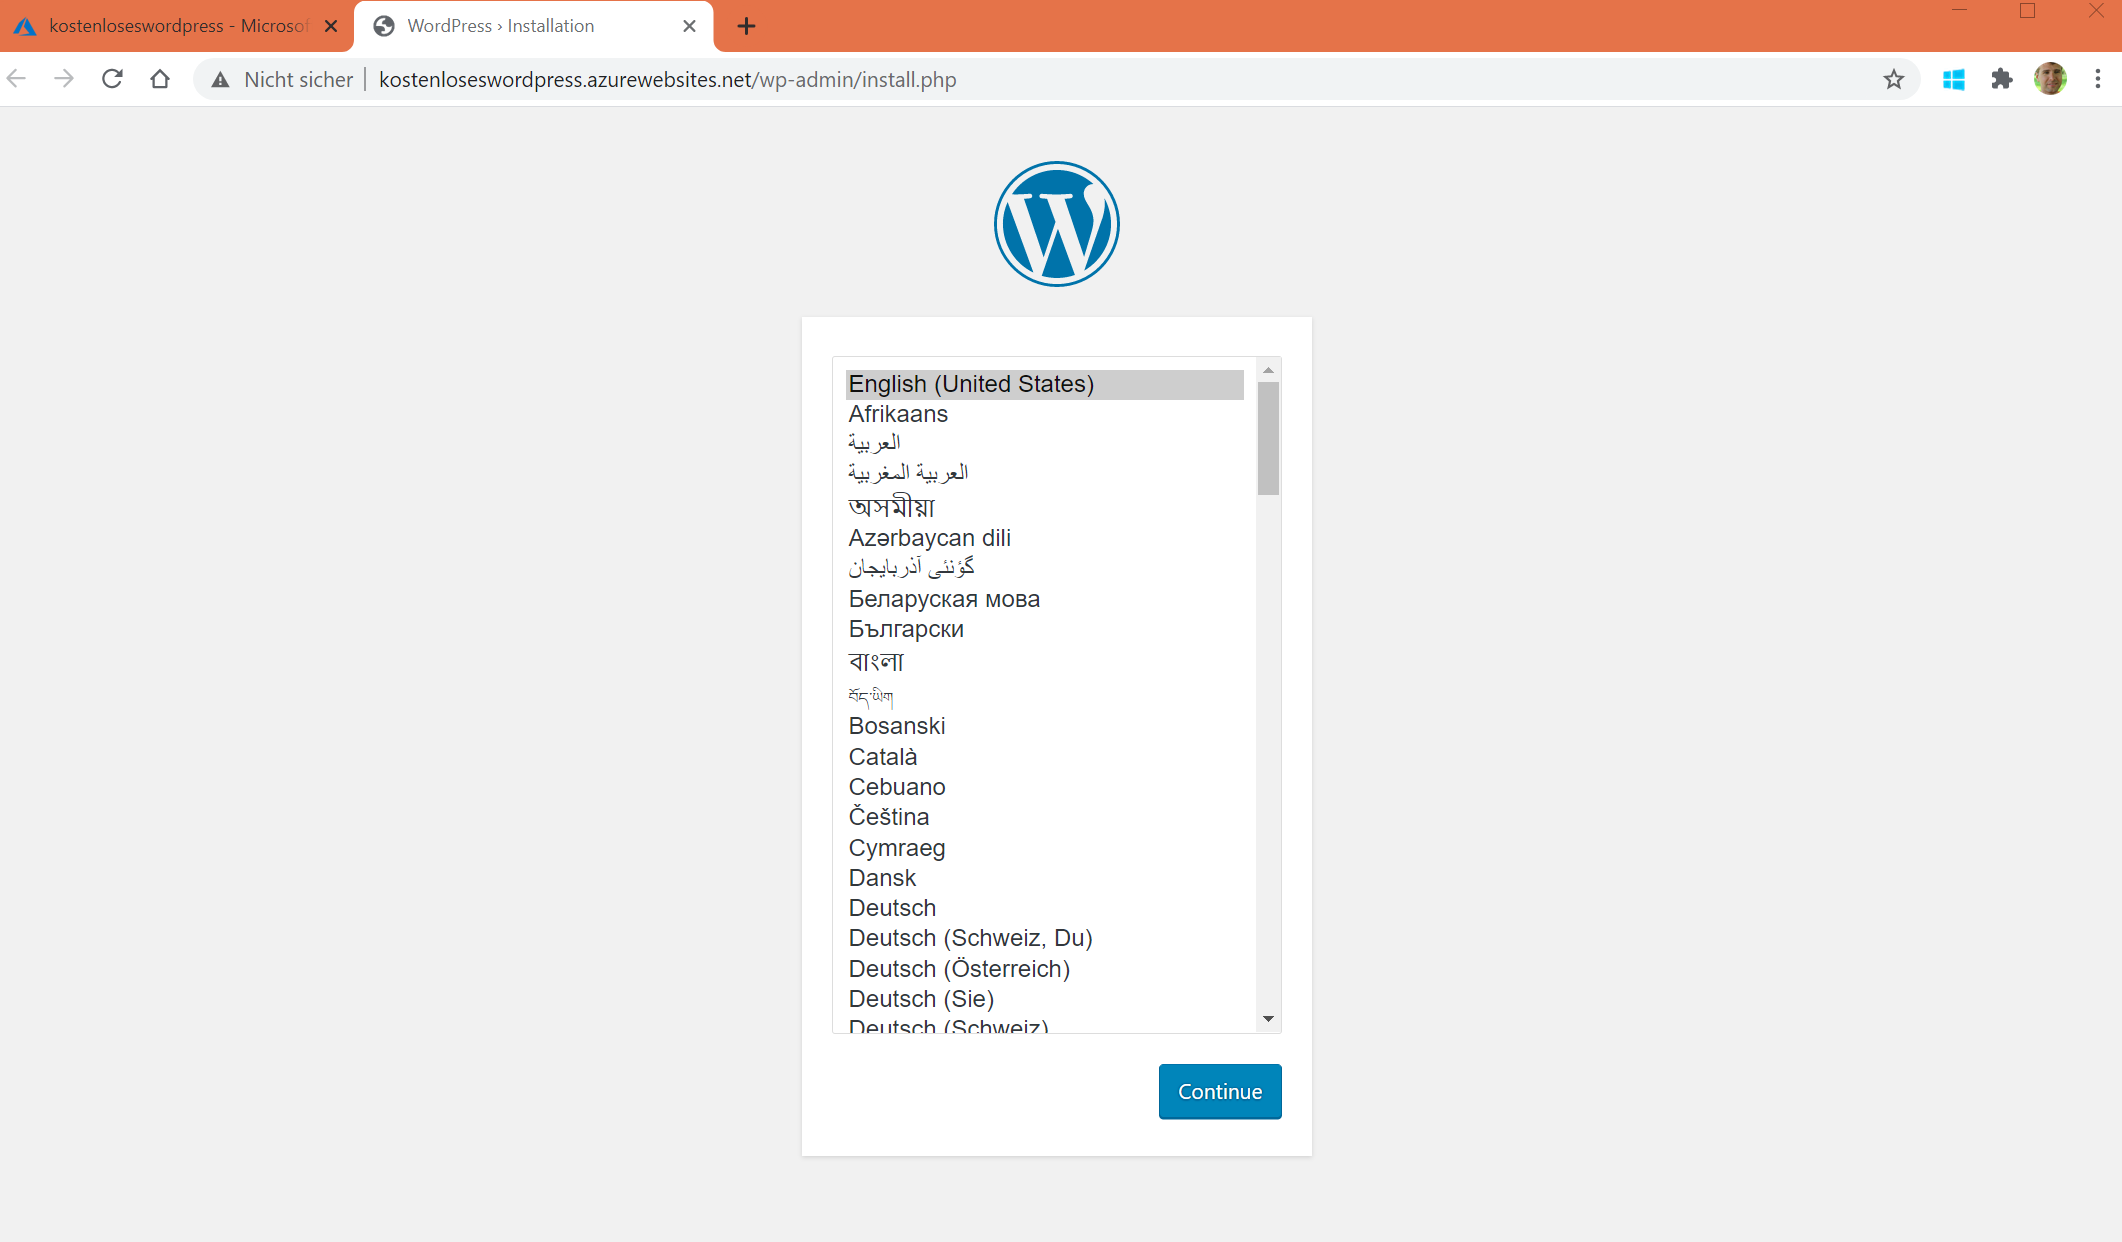 kostenloseswordpress - Microsof
WordPress › Installation
Nicht sicher | kostenloseswordpress.azurewebsites.net/wp-admin/install.php
English (United States)
Afrikaans
العربية
العربية المغربية
অসমীয়া
Azərbaycan dili
گؤنئی آذربایجان
Беларуская мова
Български
বাংলা
བོད་ཡིག
Bosanski
Català
Cebuano
Čeština
Cymraeg
Dansk
Deutsch
Deutsch (Schweiz, Du)
Deutsch (Österreich)
Deutsch (Sie)
Deutsch (Schweiz)
Continue